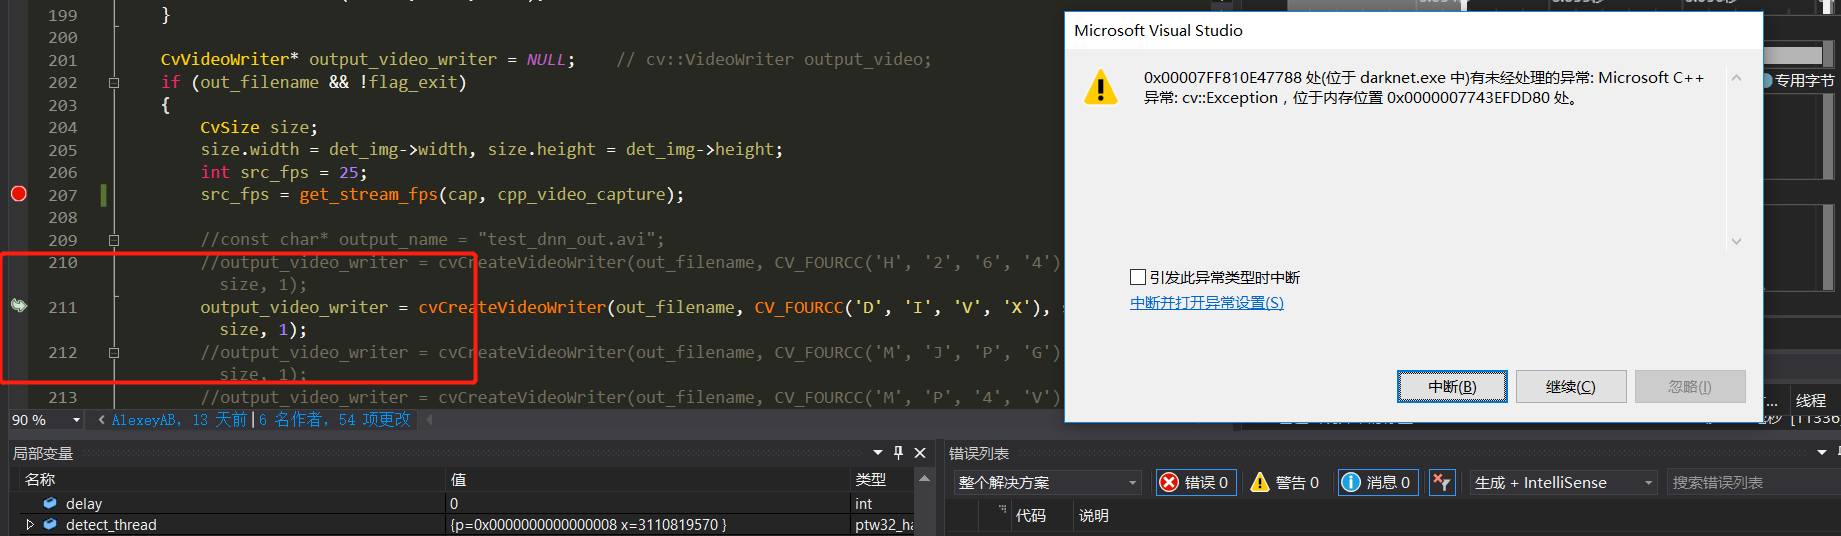 199 }
200
201 CvVideoWriter* output_video_writer = NULL;    // cv::VideoWriter output_video;
202 if (out_filename && !flag_exit)
203 {
204 CvSize size;
205 size.width = det_img->width, size.height = det_img->height;
206 int src_fps = 25;
207 src_fps = get_stream_fps(cap, cpp_video_capture);
208
209 //const char* output_name = "test_dnn_out.avi";
210 //output_video_writer = cvCreateVideoWriter(out_filename, CV_FOURCC('H', '2', '6', '4')
size, 1);
211 output_video_writer = cvCreateVideoWriter(out_filename, CV_FOURCC('D', 'I', 'V', 'X'),
size, 1);
212 //output_video_writer = cvCreateVideoWriter(out_filename, CV_FOURCC('M', 'J', 'P', 'G')
size, 1);
213 //output_video_writer = cvCreateVideoWriter(out_filename, CV_FOURCC('M', 'P', '4', 'V')
90 % AlexeyAB, 13 天前 | 6 名作者, 54 项更改
Microsoft Visual Studio
0x00007FF810E47788 处(位于 darknet.exe 中)有未经处理的异常: Microsoft C++
异常: cv::Exception，位于内存位置 0x0000007743EFDD80 处。
引发此异常类型时中断
中断并打开异常设置(S)
中断(B) 继续(C) 忽略(I)
专用字节
线程
[11336
局部变量
名称 值 类型
delay 0 int
detect_thread {p=0x0000000000000008 x=3110819570 } ptw32_ha
错误列表
整个解决方案 错误 0 警告 0 消息 0 生成 + IntelliSense 搜索错误列表
代码 说明